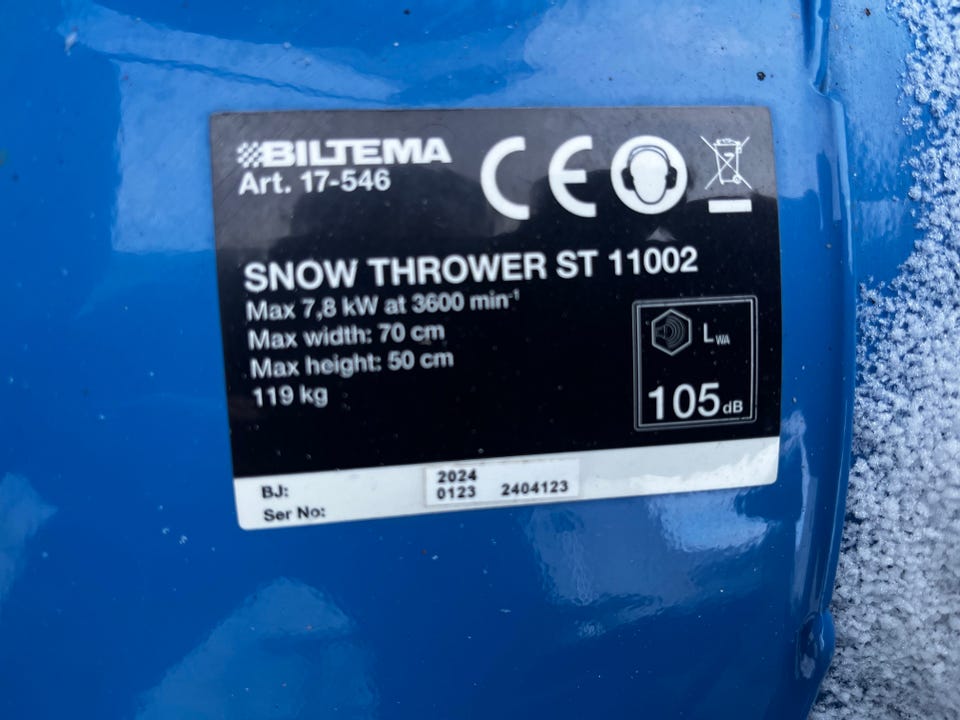 BILTEMA
Art. 17-546
CE
SNOW THROWER ST 11002
Max 7,8 kW at 3600 min⁻¹
Max width: 70 cm
Max height: 50 cm
119 kg
LWA
105 dB
BJ: 2024
Ser No: 0123 2404123